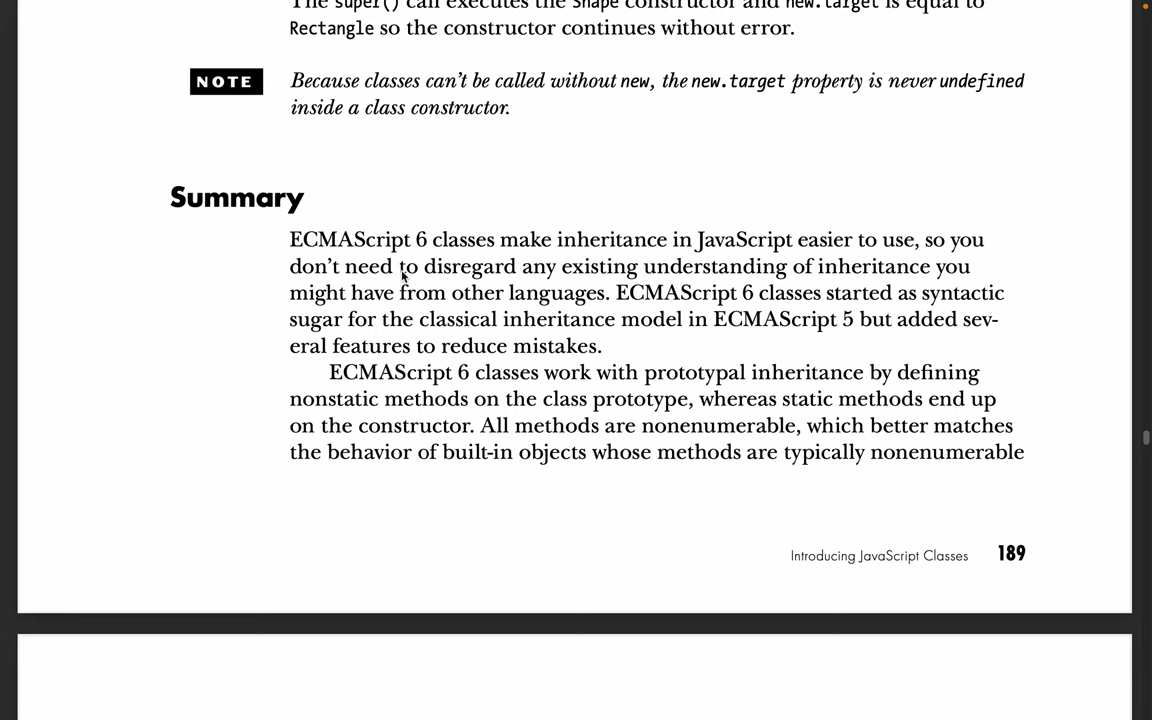 The super() call executes the Shape constructor and new.target is equal to
Rectangle so the constructor continues without error.
NOTE Because classes can't be called without new, the new.target property is never undefined
inside a class constructor.
Summary
ECMAScript 6 classes make inheritance in JavaScript easier to use, so you
don't need to disregard any existing understanding of inheritance you
might have from other languages. ECMAScript 6 classes started as syntactic
sugar for the classical inheritance model in ECMAScript 5 but added sev-
eral features to reduce mistakes.
ECMAScript 6 classes work with prototypal inheritance by defining
nonstatic methods on the class prototype, whereas static methods end up
on the constructor. All methods are nonenumerable, which better matches
the behavior of built-in objects whose methods are typically nonenumerable
Introducing JavaScript Classes 189